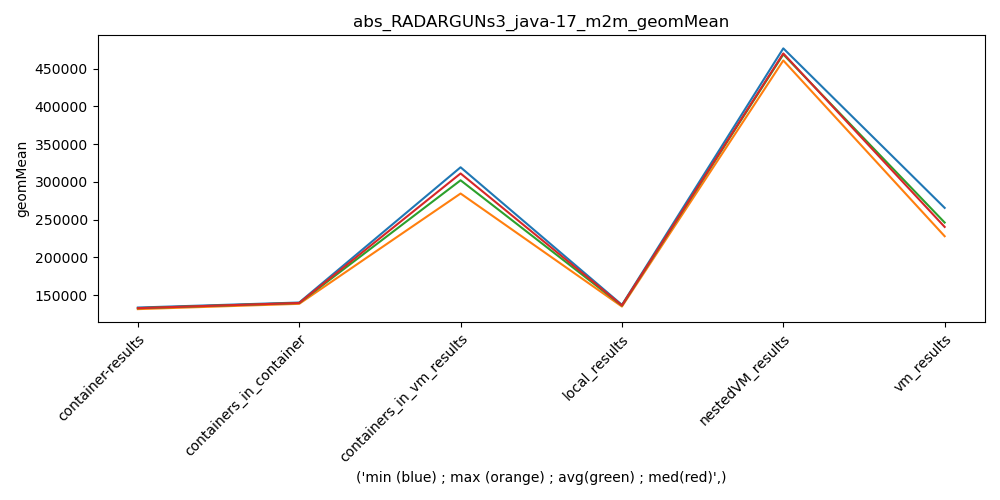 abs_RADARGUNs3_java-17_m2m_geomMean
geomMean
450000
400000
350000
300000
250000
200000
150000
container-results
containers_in_container
containers_in_vm_results
local_results
nestedVM_results
vm_results
('min (blue) ; max (orange) ; avg(green) ; med(red)',)